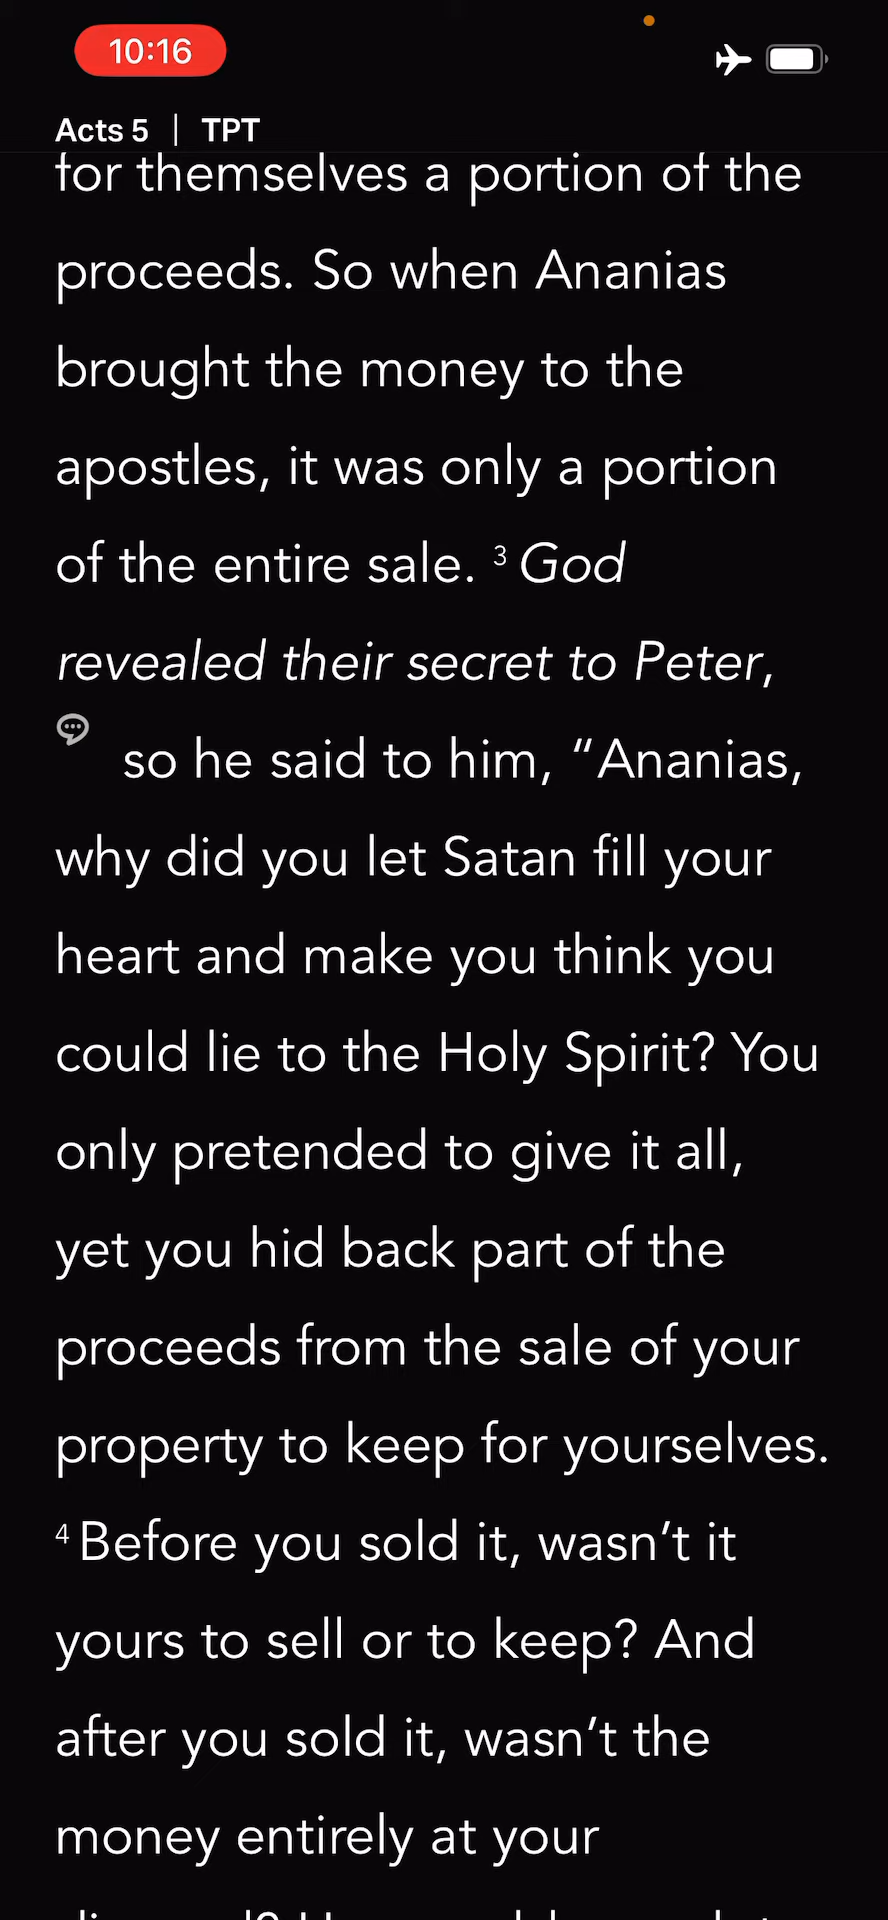 10:16
Acts 5 | TPT
for themselves a portion of the
proceeds. So when Ananias
brought the money to the
apostles, it was only a portion
of the entire sale. 3 God
revealed their secret to Peter,
so he said to him, “Ananias,
why did you let Satan fill your
heart and make you think you
could lie to the Holy Spirit? You
only pretended to give it all,
yet you hid back part of the
proceeds from the sale of your
property to keep for yourselves.
4 Before you sold it, wasn’t it
yours to sell or to keep? And
after you sold it, wasn’t the
money entirely at your